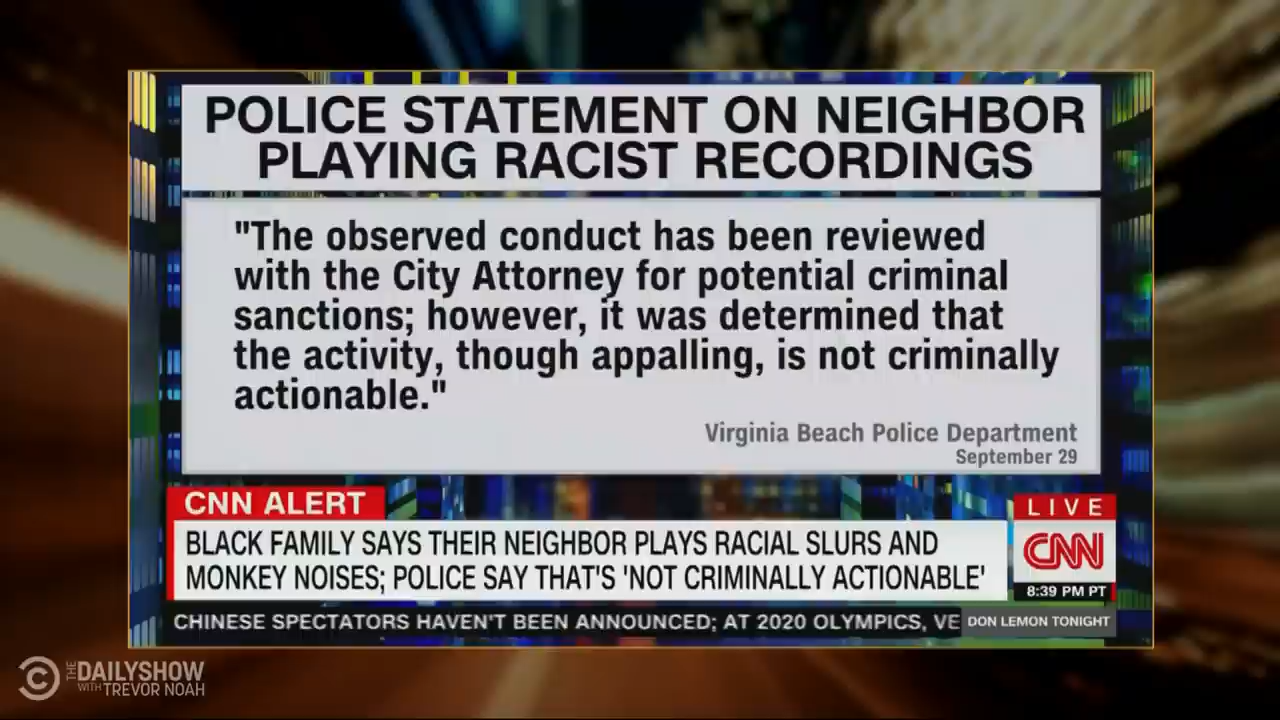 POLICE STATEMENT ON NEIGHBOR
PLAYING RACIST RECORDINGS
"The observed conduct has been reviewed
with the City Attorney for potential criminal
sanctions; however, it was determined that
the activity, though appalling, is not criminally
actionable."
Virginia Beach Police Department
September 29
CNN ALERT
BLACK FAMILY SAYS THEIR NEIGHBOR PLAYS RACIAL SLURS AND
MONKEY NOISES; POLICE SAY THAT'S 'NOT CRIMINALLY ACTIONABLE'
LIVE
CNN
8:39 PM PT
CHINESE SPECTATORS HAVEN'T BEEN ANNOUNCED; AT 2020 OLYMPICS, VE
DON LEMON TONIGHT
THE DAILYSHOW
WITH TREVOR NOAH